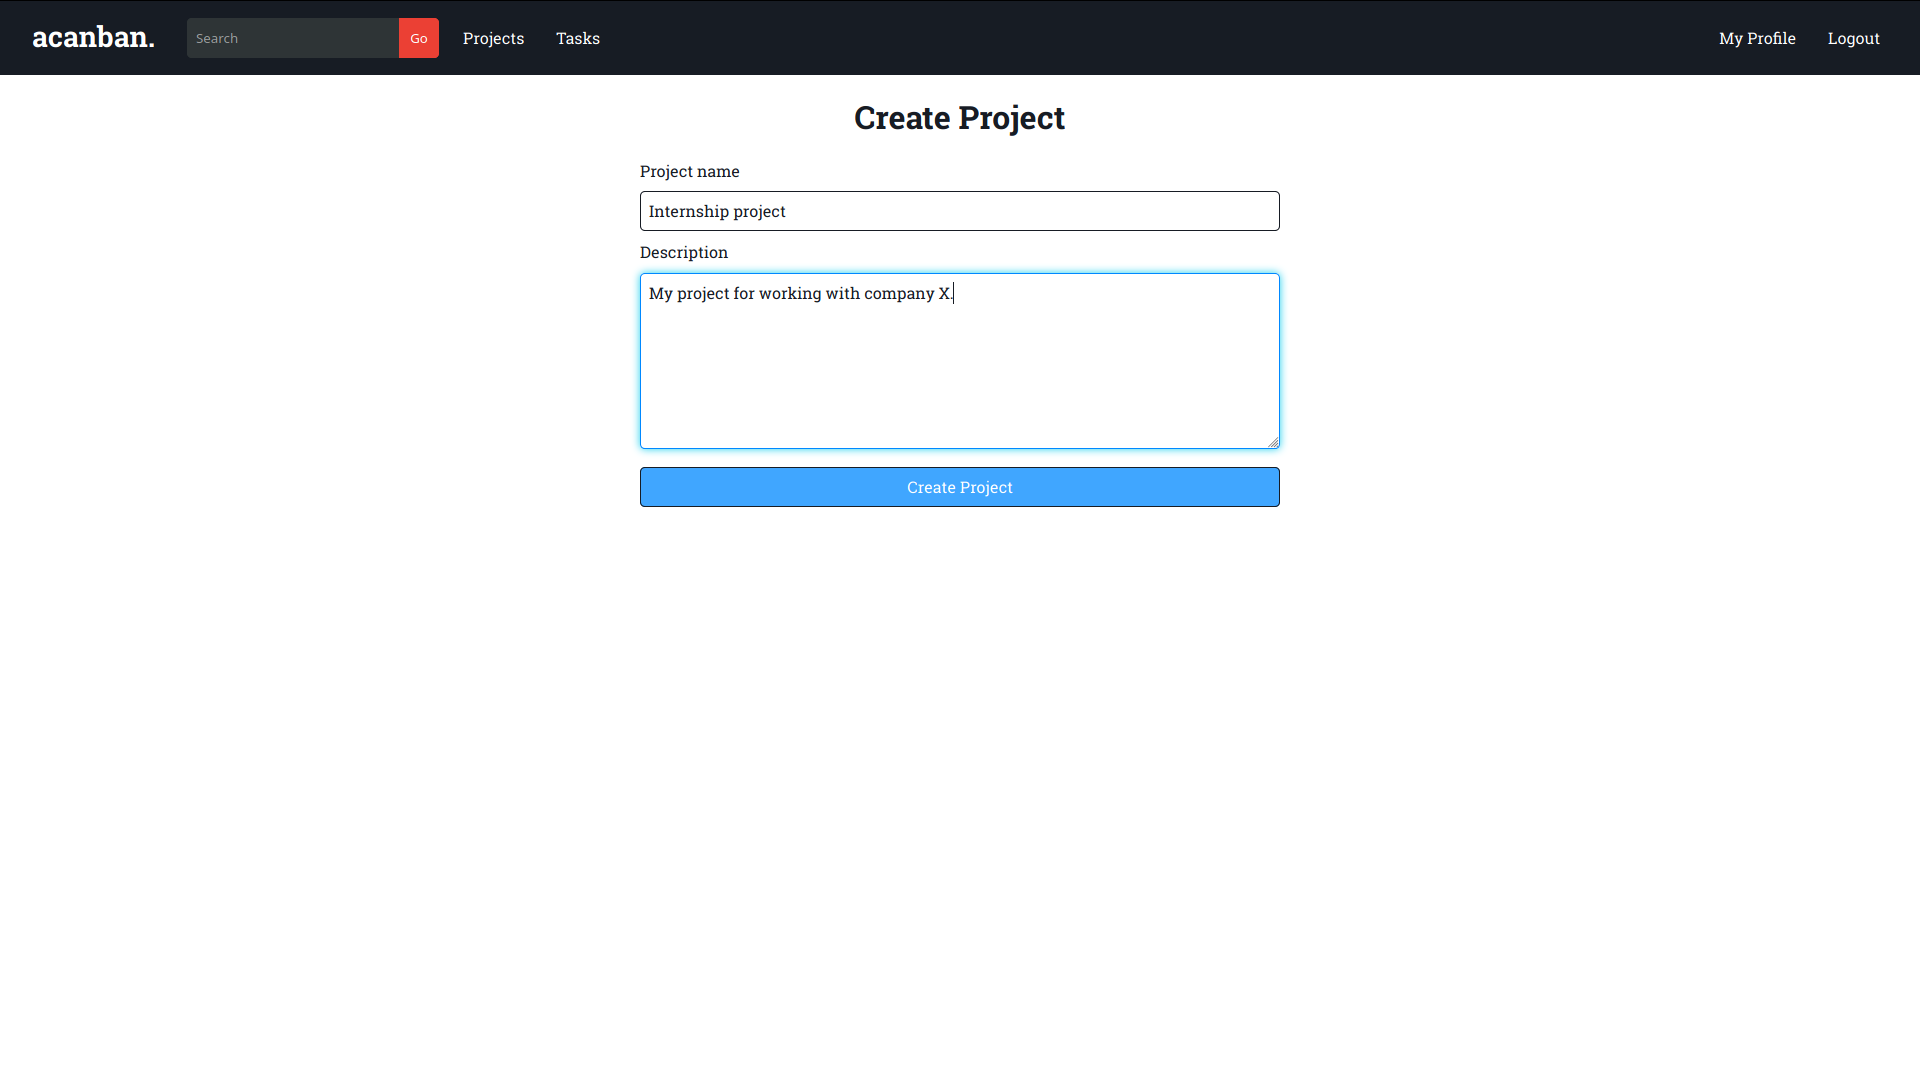 acanban.
Search
Go
Projects
Tasks
My Profile
Logout
Create Project
Project name
Internship project
Description
My project for working with company X.
Create Project